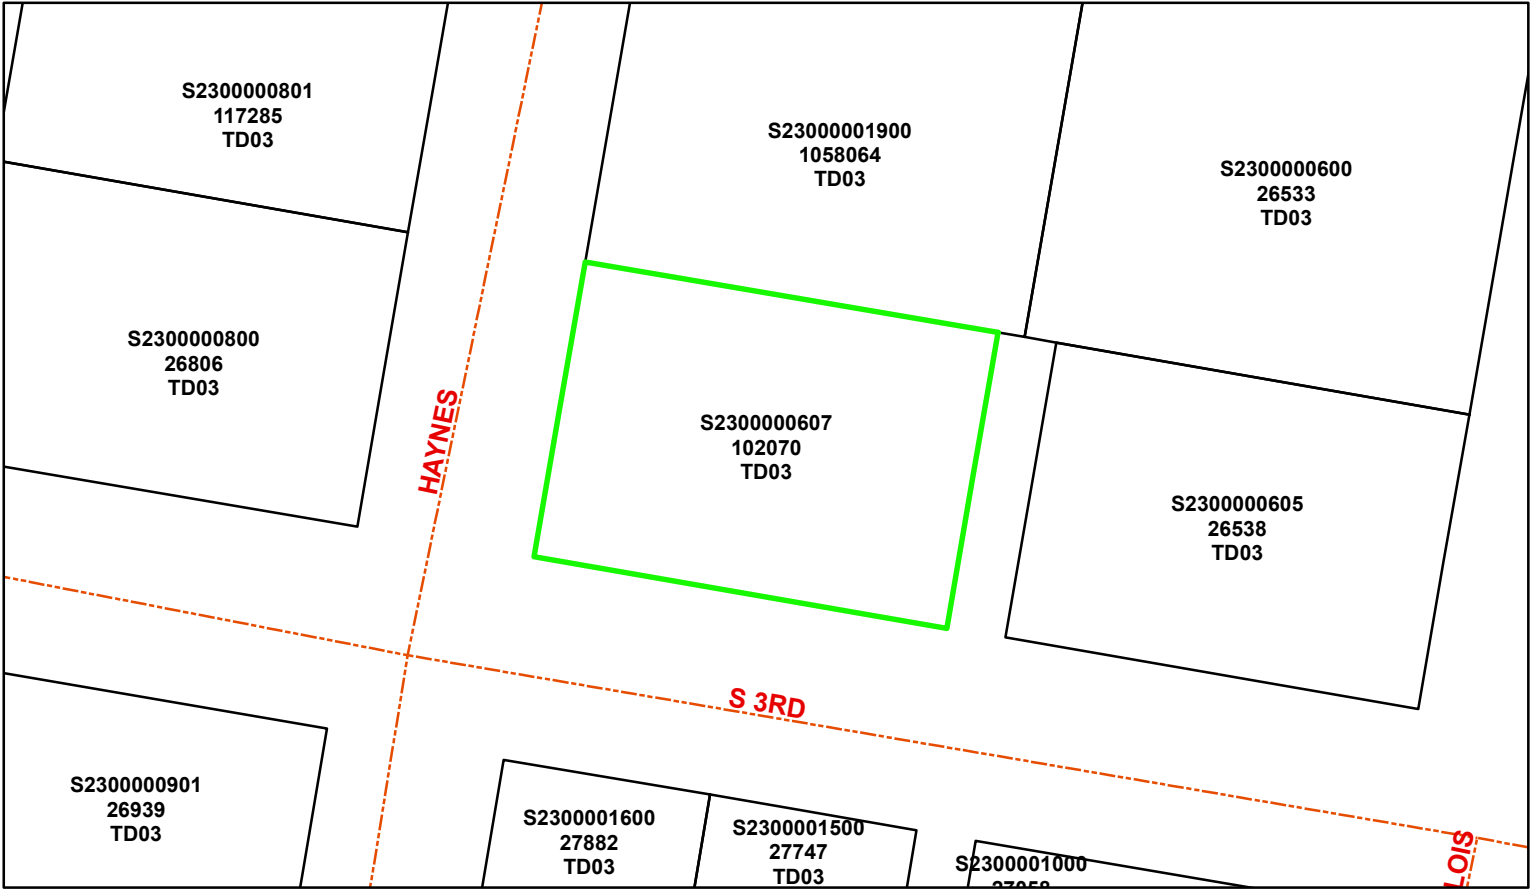 S2300000801
117285
TD03
S23000001900
1058064
TD03
S2300000600
26533
TD03
S2300000800
26806
TD03
HAYNES
S2300000607
102070
TD03
S2300000605
26538
TD03
S 3RD
S2300000901
26939
TD03
S2300001600
27882
TD03
S2300001500
27747
TD03
S2300001000
LOIS